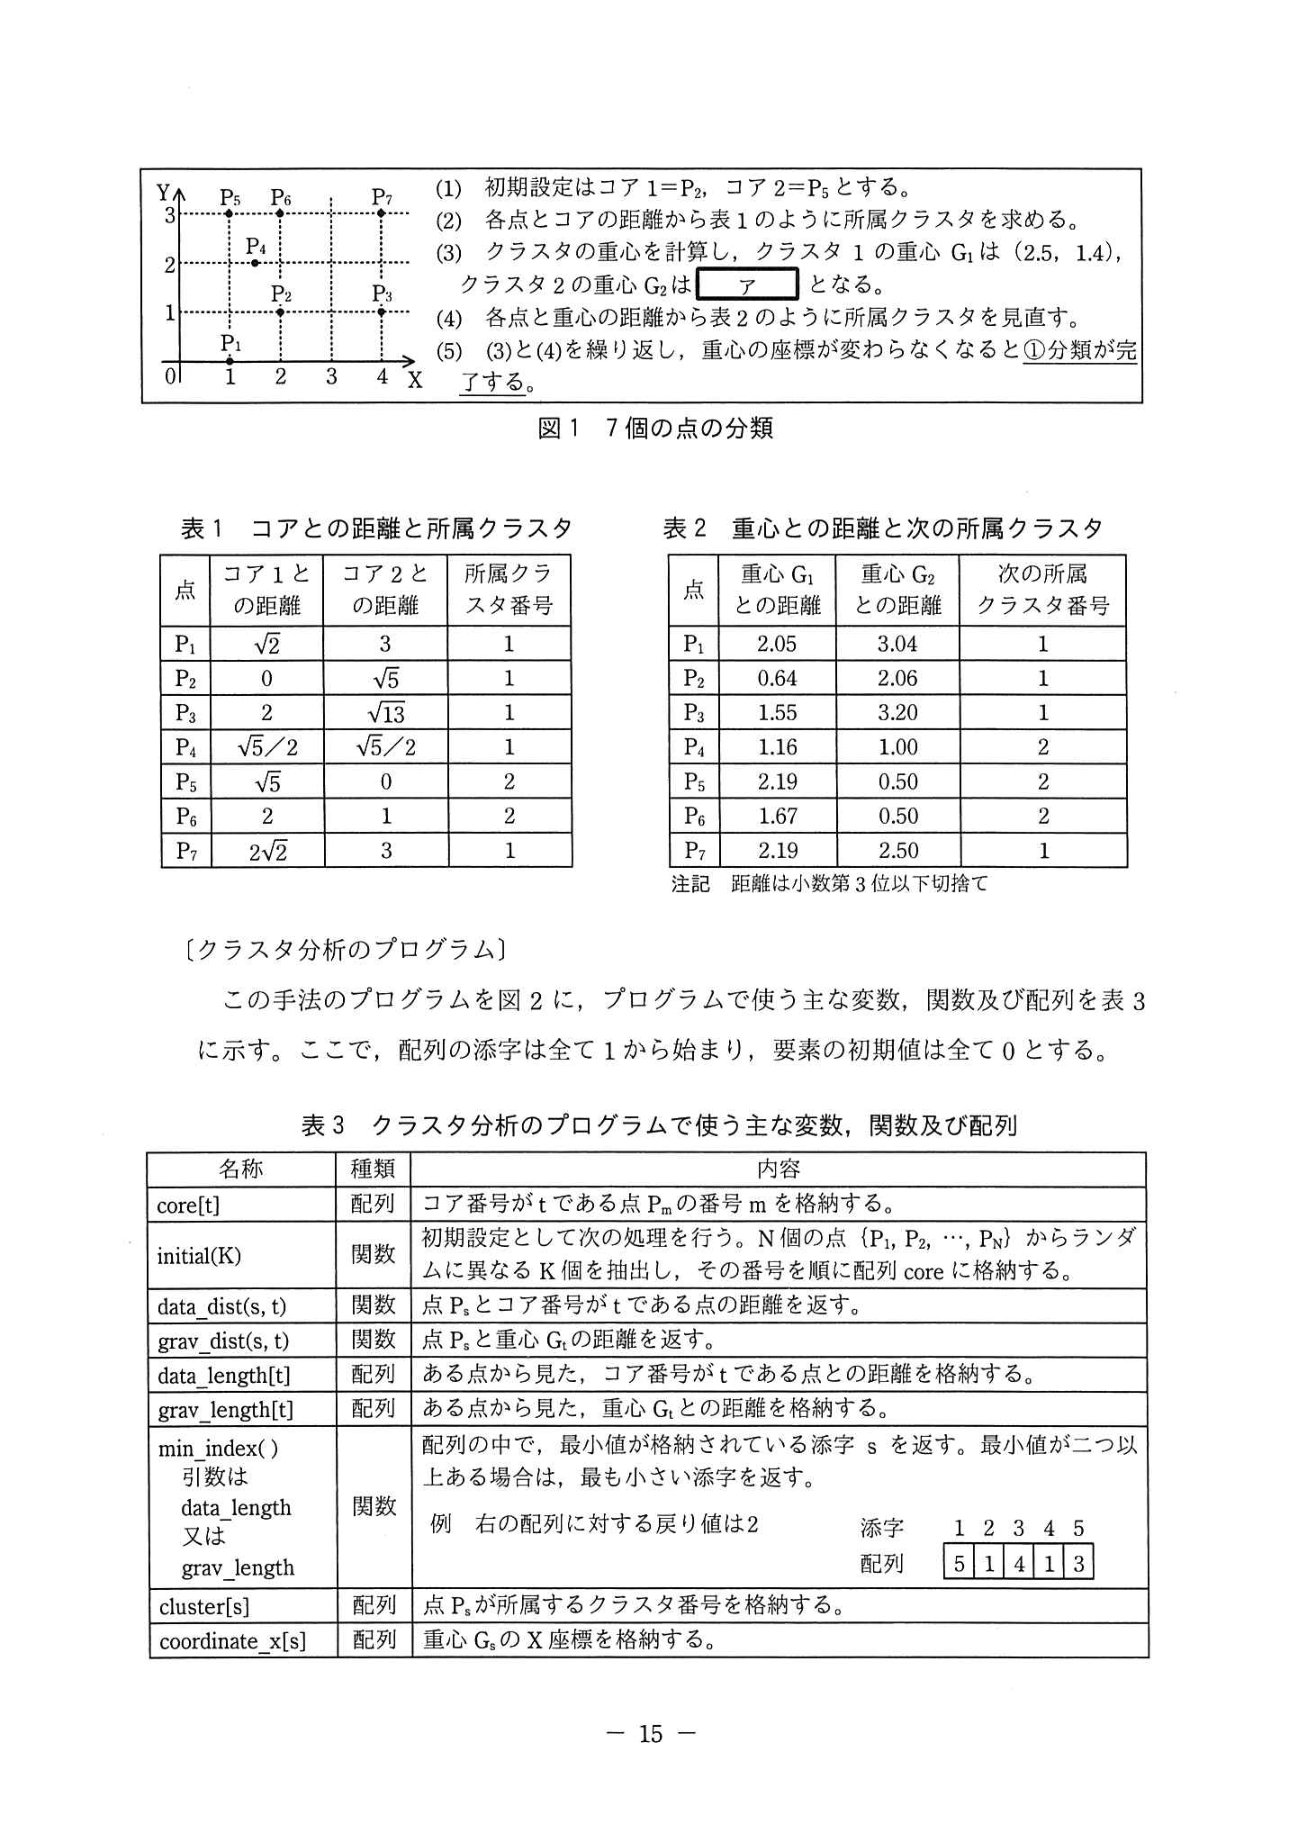 Y
3
2
1
0
1 2 3 4 X
P₅ P₆ P₇
P₄
P₂ P₃
P₁
(1) 初期設定はコア 1=P₂，コア 2=P₅とする。
(2) 各点とコアの距離から表 1 のように所属クラスタを求める。
(3) クラスタの重心を計算し，クラスタ 1 の重心 G₁は（2.5，1.4），
クラスタ 2 の重心 G₂は ア となる。
(4) 各点と重心の距離から表 2 のように所属クラスタを見直す。
(5) (3)と(4)を繰り返し，重心の座標が変わらなくなると①分類が完
了する。
図 1 7 個の点の分類
表 1 コアとの距離と所属クラスタ
点 コア 1 との距離 コア 2 との距離 所属クラスタ番号
P₁ √2 3 1
P₂ 0 √5 1
P₃ 2 √13 1
P₄ √5／2 √5／2 1
P₅ √5 0 2
P₆ 2 1 2
P₇ 2√2 3 1
表 2 重心との距離と次の所属クラスタ
点 重心 G₁との距離 重心 G₂との距離 次の所属クラスタ番号
P₁ 2.05 3.04 1
P₂ 0.64 2.06 1
P₃ 1.55 3.20 1
P₄ 1.16 1.00 2
P₅ 2.19 0.50 2
P₆ 1.67 0.50 2
P₇ 2.19 2.50 1
注記 距離は小数第 3 位以下切捨て
〔クラスタ分析のプログラム〕
この手法のプログラムを図 2 に，プログラムで使う主な変数，関数及び配列を表 3
に示す。ここで，配列の添字は全て 1 から始まり，要素の初期値は全て 0 とする。
表 3 クラスタ分析のプログラムで使う主な変数，関数及び配列
名称 種類 内容
core[t] 配列 コア番号が t である点 Pₘの番号 m を格納する。
initial(K) 関数 初期設定として次の処理を行う。N 個の点｛P₁, P₂, …, P_N｝からランダ
ムに異なる K 個を抽出し，その番号を順に配列 core に格納する。
data_dist(s, t) 関数 点 Pₛとコア番号が t である点の距離を返す。
grav_dist(s, t) 関数 点 Pₛと重心 Gₜの距離を返す。
data_length[t] 配列 ある点から見た，コア番号が t である点との距離を格納する。
grav_length[t] 配列 ある点から見た，重心 Gₜとの距離を格納する。
min_index( )
引数は
data_length
又は
grav_length
関数
配列の中で，最小値が格納されている添字 s を返す。最小値が二つ以
上ある場合は，最も小さい添字を返す。
例 右の配列に対する戻り値は2
添字 1 2 3 4 5
配列 5 1 4 1 3
cluster[s] 配列 点 Pₛが所属するクラスタ番号を格納する。
coordinate_x[s] 配列 重心 Gₛの X 座標を格納する。
－ 15 －